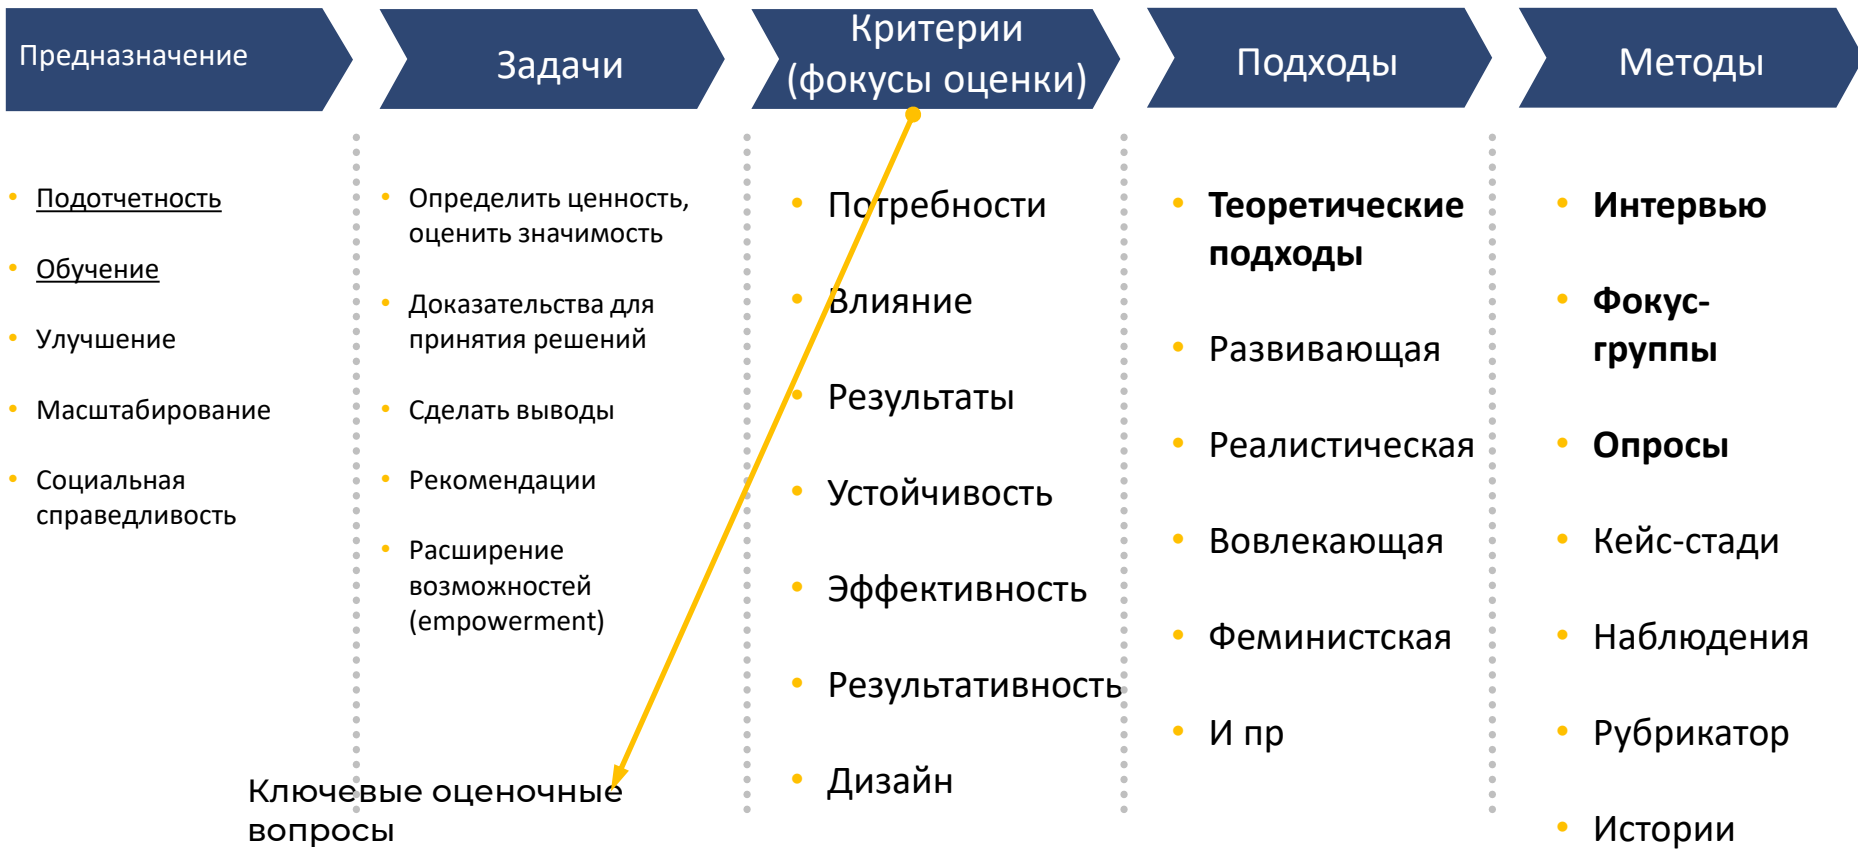 Предназначение
Задачи
Критерии
(фокусы оценки)
Подходы
Методы
Подотчетность
Обучение
Улучшение
Масштабирование
Социальная
справедливость
Определить ценность,
оценить значимость
Доказательства для
принятия решений
Сделать выводы
Рекомендации
Расширение
возможностей
(empowerment)
Потребности
Влияние
Результаты
Устойчивость
Эффективность
Результативность
Дизайн
Теоретические
подходы
Развивающая
Реалистическая
Вовлекающая
Феминистская
И пр
Интервью
Фокус-
группы
Опросы
Кейс-стади
Наблюдения
Рубрикатор
Истории
Ключевые оценочные
вопросы